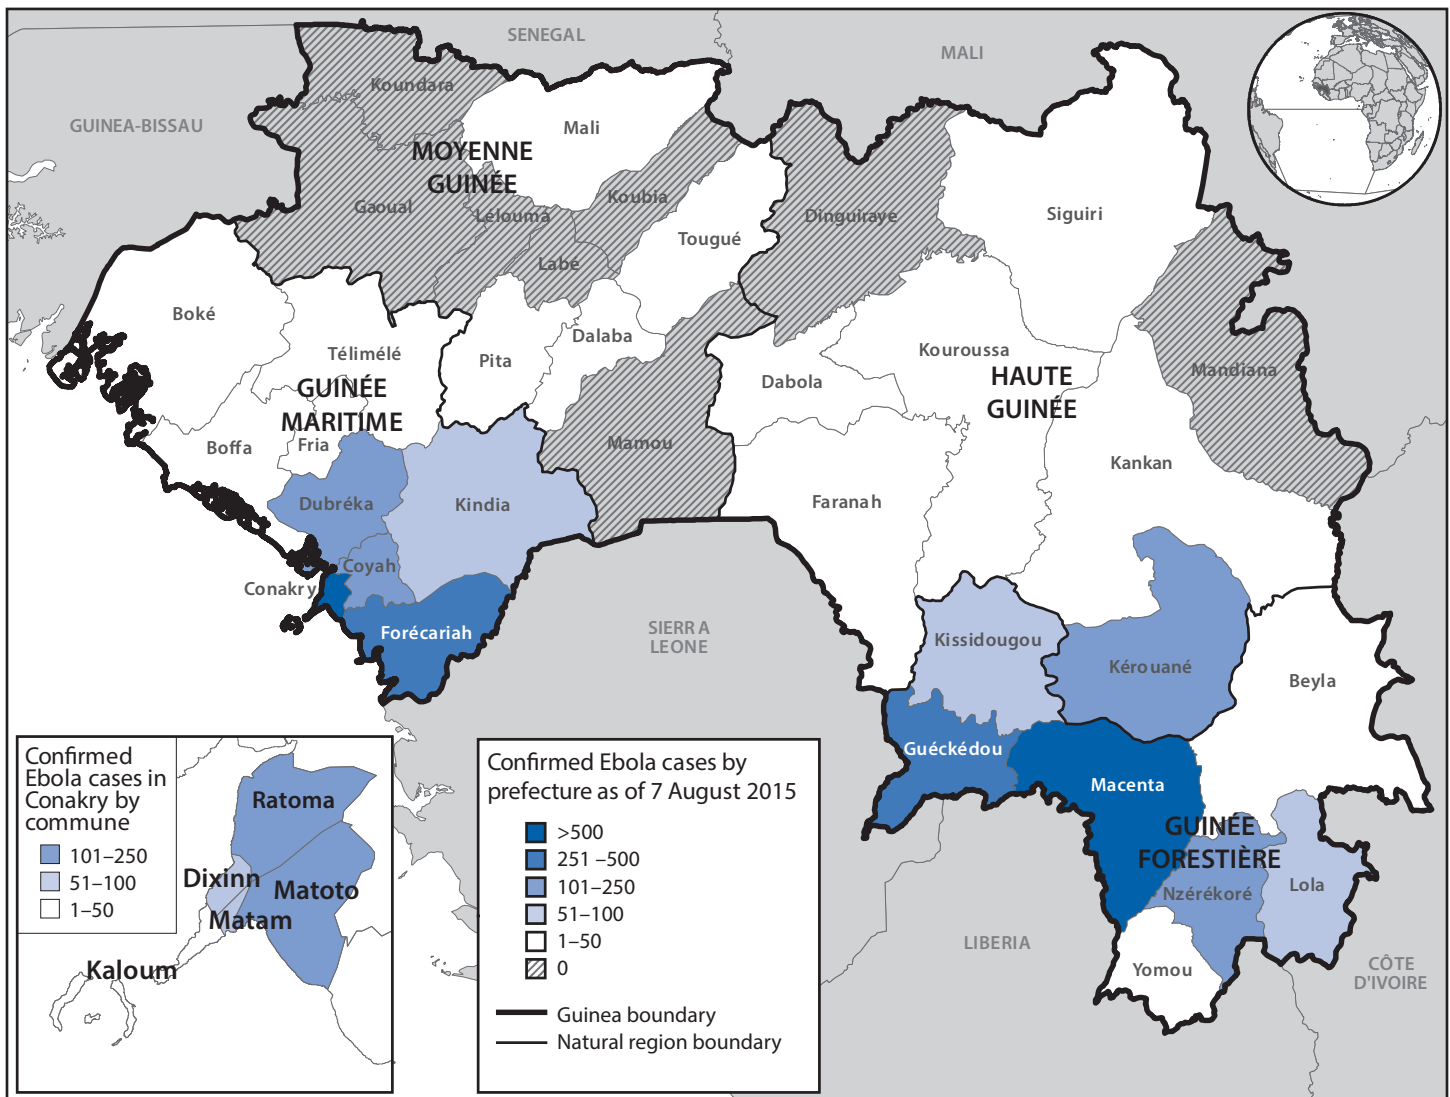 SENEGAL
MALI
GUINEA-BISSAU
Koundara
Mali
MOYENNE
GUINÉE
Gaoual
Lélouma
Koubia
Labé
Tougué
Dinguiraye
Siguiri
Boké
Télimélé
Pita
Dalaba
Kouroussa
Dabola
Mandiana
GUINÉE
MARITIME
HAUTE
GUINÉE
Boffa
Fria
Mamou
Kankan
Dubréka
Kindia
Faranah
Coyah
Conakry
Forécariah
SIERRA
LEONE
Kissidougou
Kérouané
Beyla
Guéckédou
Macenta
GUINÉE
FORESTIÈRE
Nzérékoré
Lola
LIBERIA
Yomou
CÔTE
D'IVOIRE
Confirmed
Ebola cases in
Conakry by
commune
101–250
51–100
1–50
Ratoma
Dixinn
Matoto
Matam
Kaloum
Confirmed Ebola cases by
prefecture as of 7 August 2015
>500
251 –500
101–250
51–100
1–50
0
Guinea boundary
Natural region boundary